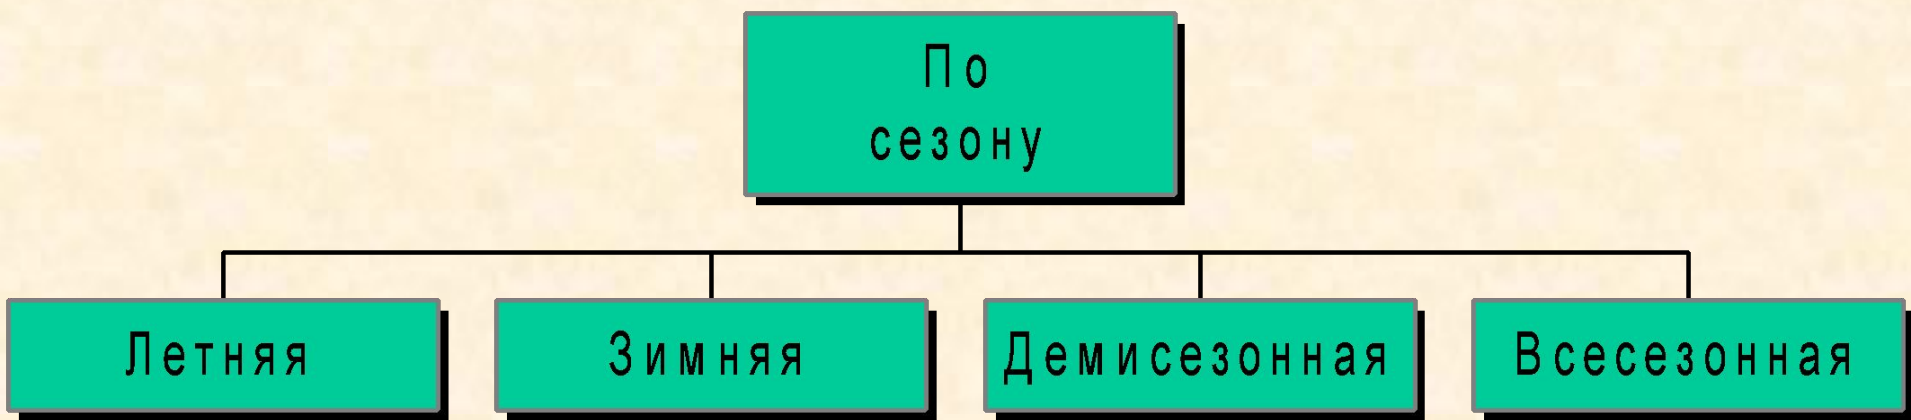 По
сезону
Летняя
Зимняя
Демисезонная
Всесезонная